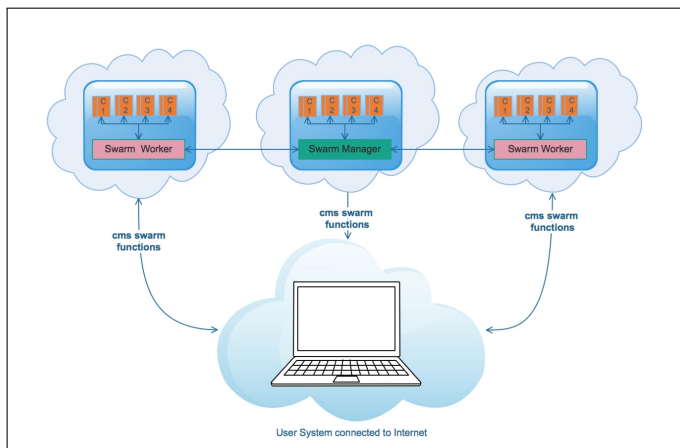 C C C C
1 2 3 4
C C C C
1 2 3 4
C C C C
1 2 3 4
Swarm Worker
Swarm Manager
Swarm Worker
cms swarm
functions
cms swarm
functions
cms swarm
functions
User System connected to Internet